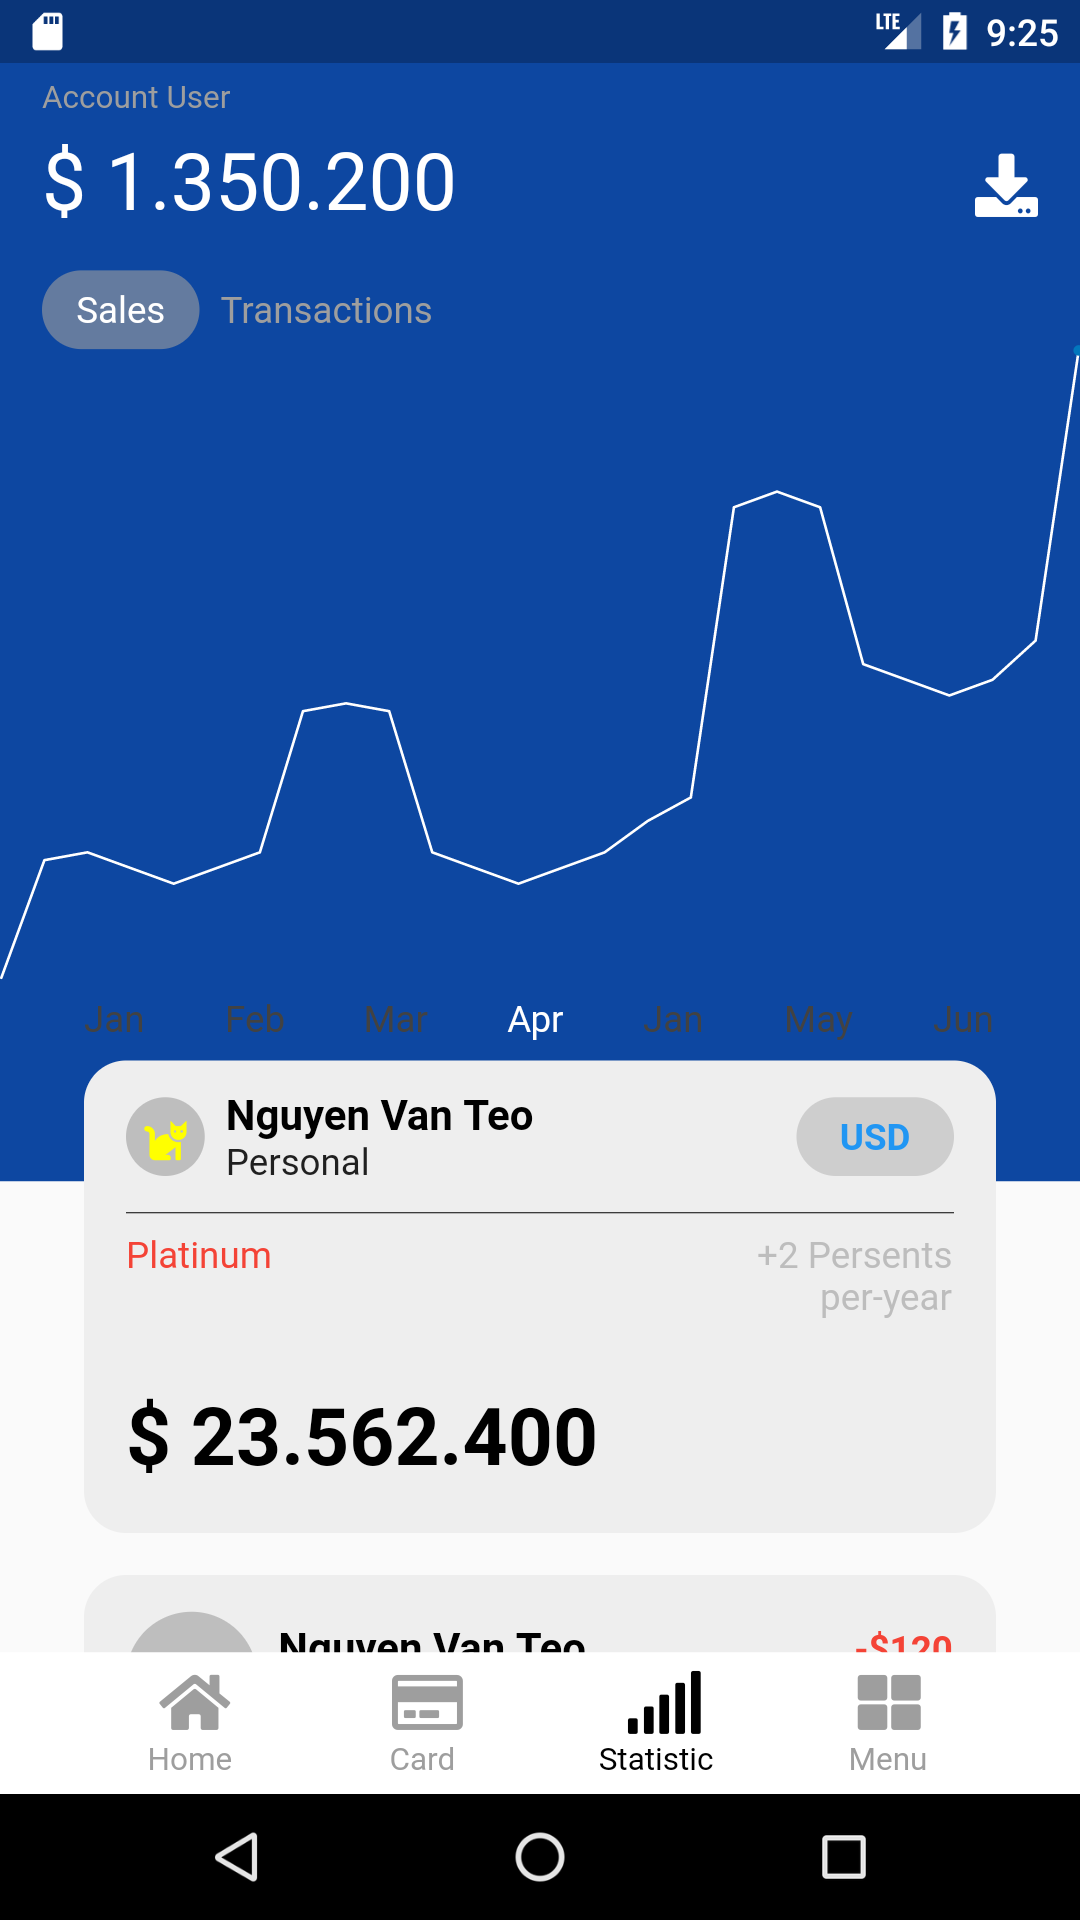 LTE 9:25
Account User
$ 1.350.200
Sales Transactions
Jan Feb Mar Apr Jan May Jun
Nguyen Van Teo
Personal
USD
Platinum
+2 Persents
per-year
$ 23.562.400
Nguyen Van Teo -$120
Home Card Statistic Menu